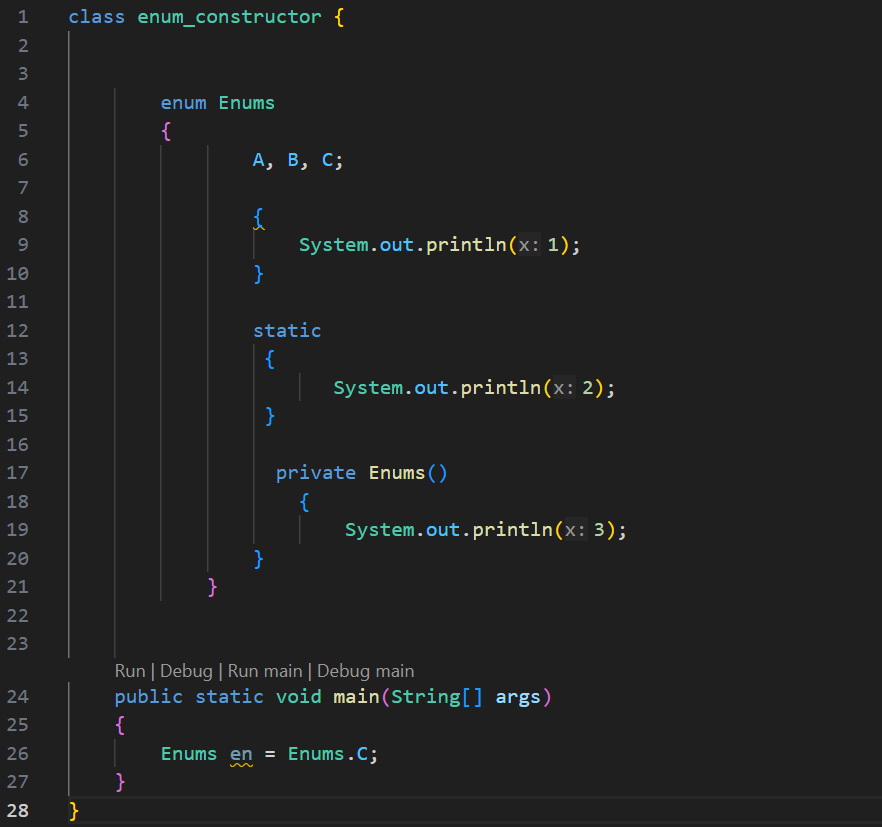 1 class enum_constructor {
2
3
4 enum Enums
5 {
6 A, B, C;
7
8 {
9 System.out.println(x: 1);
10 }
11
12 static
13 {
14 System.out.println(x: 2);
15 }
16
17 private Enums()
18 {
19 System.out.println(x: 3);
20 }
21 }
22
23
Run | Debug | Run main | Debug main
24 public static void main(String[] args)
25 {
26 Enums en = Enums.C;
27 }
28 }